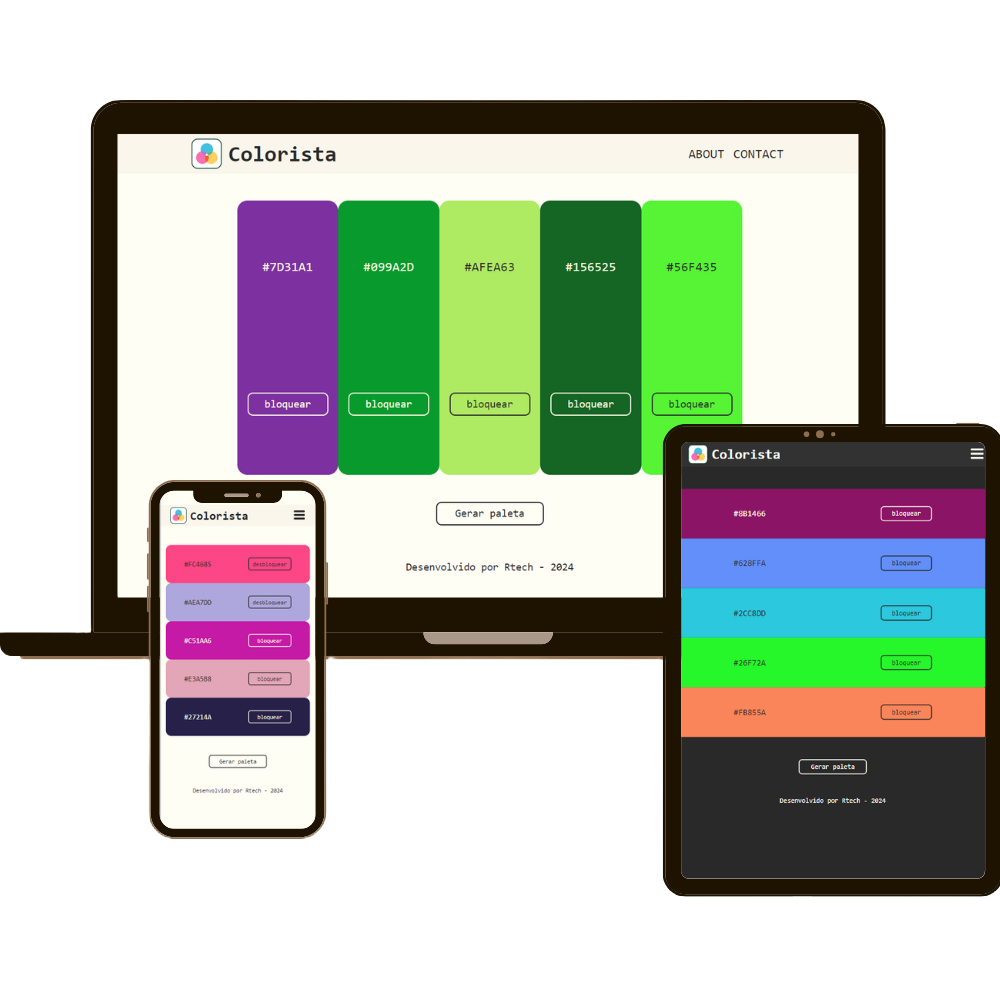 Colorista
ABOUT CONTACT
#7D31A1 #099A2D #AFEA63 #156525 #56F435
bloquear bloquear bloquear bloquear bloquear
Gerar paleta
Desenvolvido por Rtech - 2024
Colorista
#FC4685 desbloquear
#AEA7DD desbloquear
#C51AA6 bloquear
#E3A5B8 bloquear
#27214A bloquear
Gerar paleta
Desenvolvido por Rtech - 2024
Colorista
#8B1466 bloquear
#628FFA bloquear
#2CC8DD bloquear
#26F72A bloquear
#FB855A bloquear
Gerar paleta
Desenvolvido por Rtech - 2024